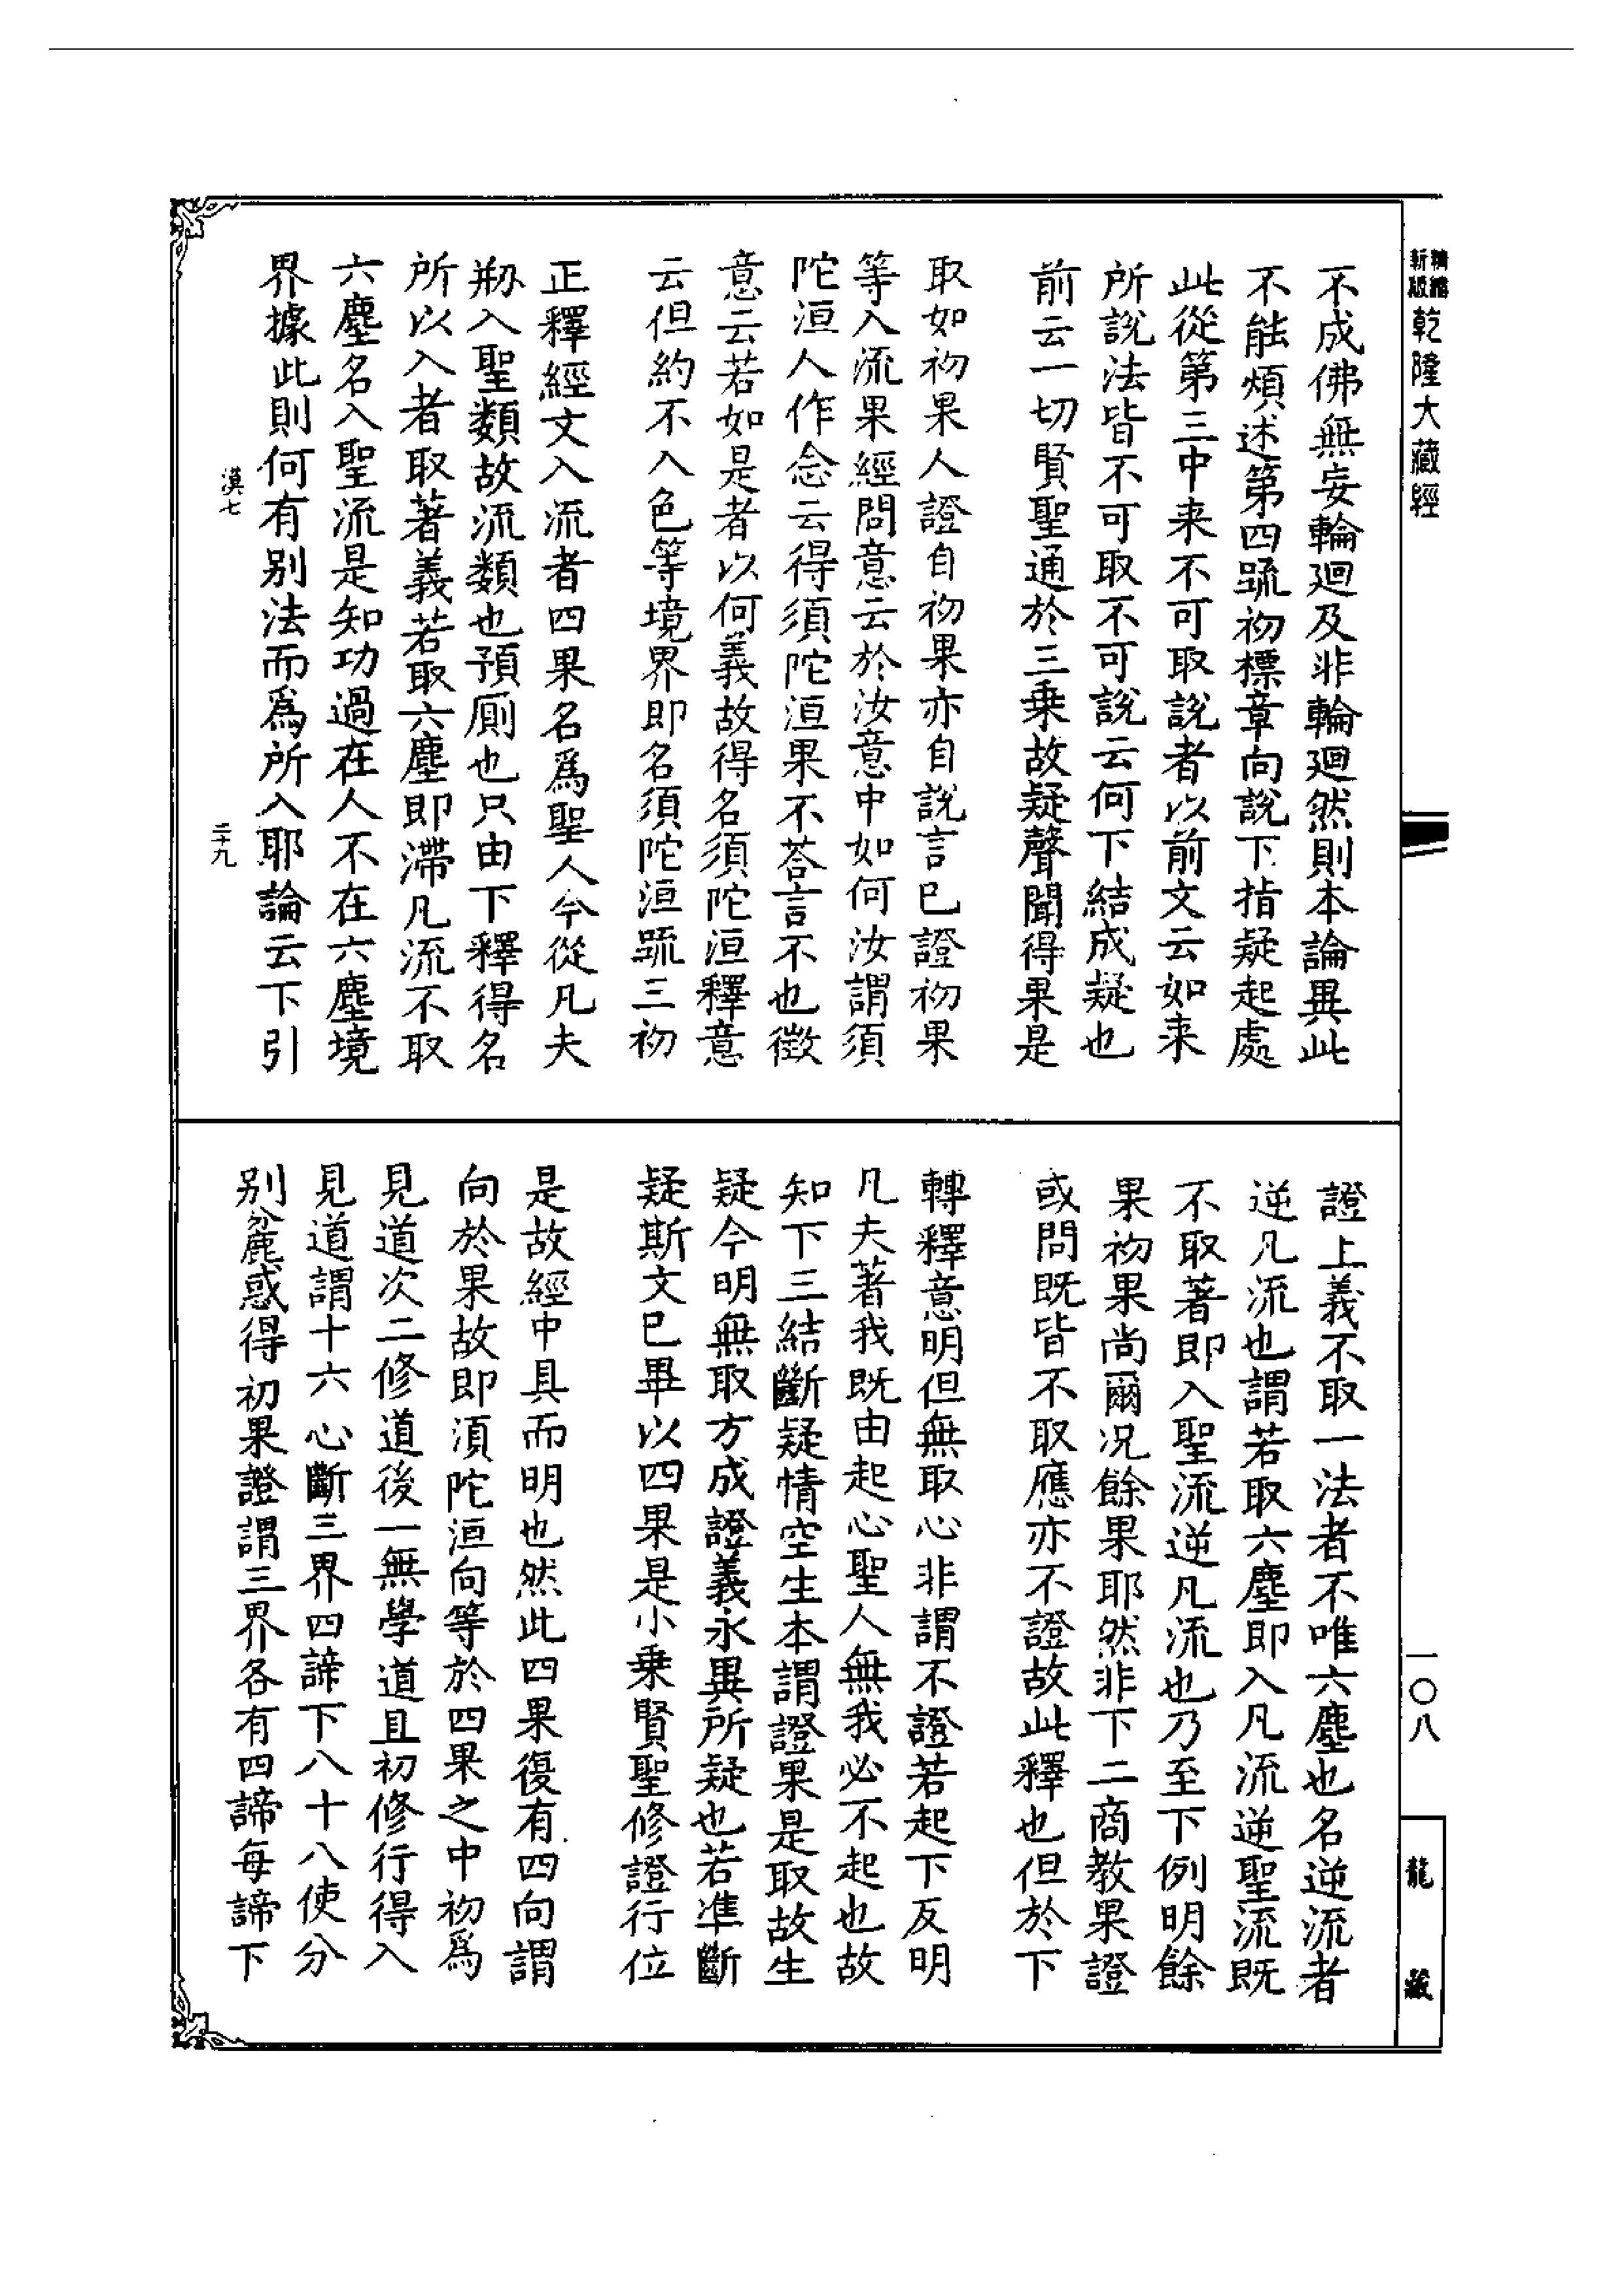 精縮新版乾隆大藏經
不成佛無妄輪迴及非輪迴然則本論異此
不能煩述第四䟽初標章向說下指疑起處
此從第三中来不可取說者以前文云如来
所說法皆不可取不可說云何下結成疑也
前云一切賢聖通於三乗故疑聲聞得果是
取如初果人證自初果亦自說言已證初果
等入流果經問意云於汝意中如何汝謂須
陀洹人作念云得須陀洹果不荅言不也徵
意云若如是者以何義故得名須陀洹釋意
云但約不入色等境界即名須陀洹䟽三初
正釋經文入流者四果名爲聖人今從凡夫
剏入聖類故流類也預廁也只由下釋得名
所以入者取著義若取六塵即滯凡流不取
六塵名入聖流是知功過在人不在六塵境
界據此則何有别法而爲所入耶論云下引
漠七
二十九
證上義不取一法者不唯六塵也名逆流者
逆凡流也謂若取六塵即入凡流逆聖流既
不取著即入聖流逆凡流也乃至下例明餘
果初果尚爾况餘果耶然非下二商教果證
或問既皆不取應亦不證故此釋也但於下
轉釋意明但無取心非謂不證若起下反明
凡夫著我既由起心聖人無我必不起也故
知下三結斷疑情空生本謂證果是取故生
疑今明無取方成證義永異所疑也若凖斷
疑斯文已畢以四果是小乗賢聖修證行位
是故經中具而明也然此四果復有四向謂
向於果故即湏陀洹向等於四果之中初爲
見道次二修道後一無學道且初修行得入
見道謂十六心斷三界四諦下八十八使分
别麁惑得初果證謂三界各有四諦每諦下
一〇八
龍藏